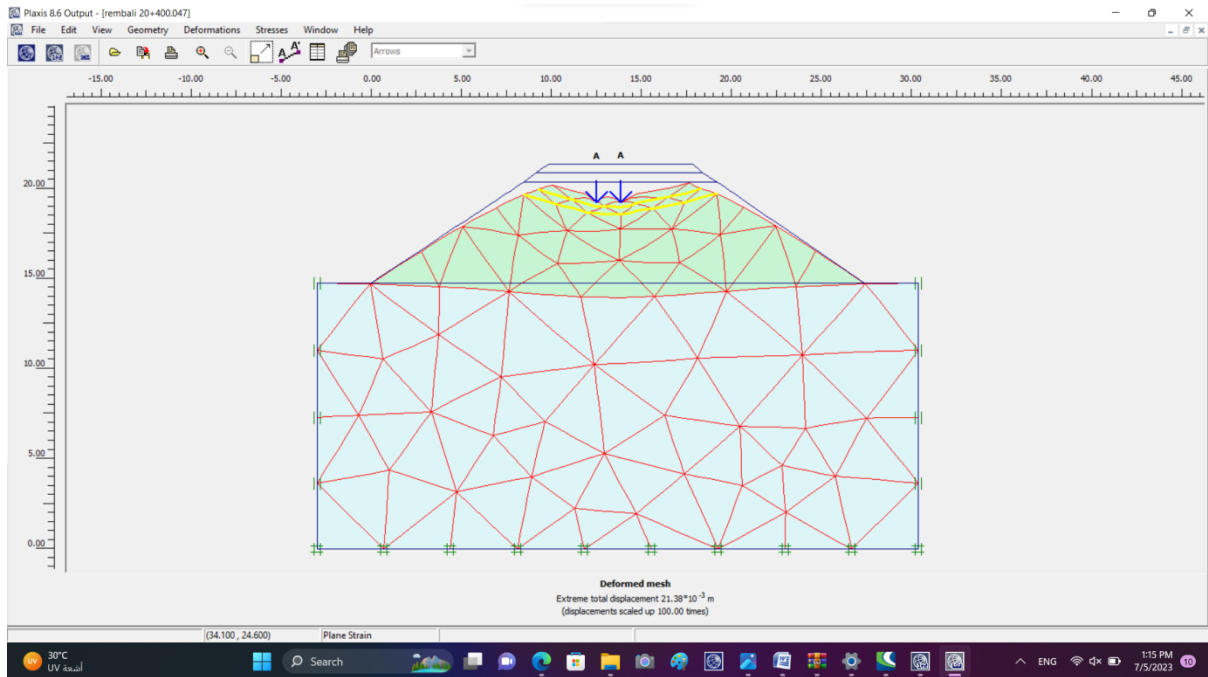 Plaxis 8.6 Output - [rembali 20+400.047]
File Edit View Geometry Deformations Stresses Window Help
Arrows
-15.00 -10.00 -5.00 0.00 5.00 10.00 15.00 20.00 25.00 30.00 35.00 40.00 45.00
20.00
15.00
10.00
5.00
0.00
A A
Deformed mesh
Extreme total displacement 21.38*10 -3 m
(displacements scaled up 100.00 times)
(34.100 , 24.600) Plane Strain
30°C
UV أشعة
Search
ENG
1:15 PM
7/5/2023
10